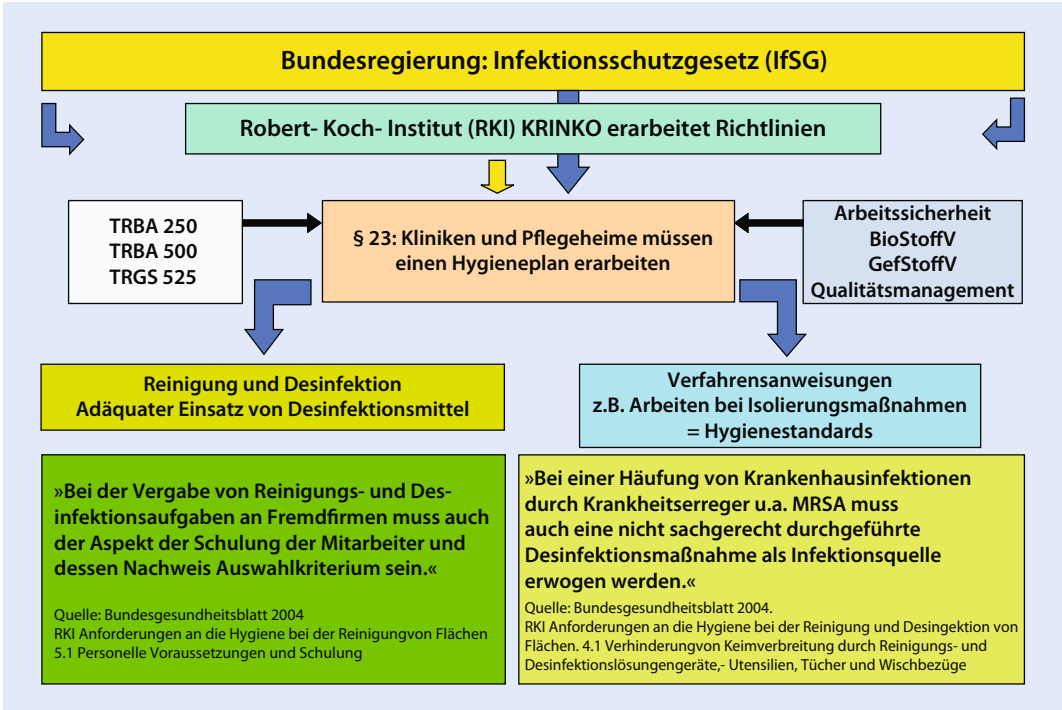 Bundesregierung: Infektionsschutzgesetz (IfSG)
Robert- Koch- Institut (RKI) KRINKO erarbeitet Richtlinien
TRBA 250
TRBA 500
TRGS 525
§ 23: Kliniken und Pflegeheime müssen
einen Hygieneplan erarbeiten
Arbeitssicherheit
BioStoffV
GefStoffV
Qualitätsmanagement
Reinigung und Desinfektion
Adäquater Einsatz von Desinfektionsmittel
Verfahrensanweisungen
z.B. Arbeiten bei Isolierungsmaßnahmen
= Hygienestandards
»Bei der Vergabe von Reinigungs- und Des-
infektionsaufgaben an Fremdfirmen muss auch
der Aspekt der Schulung der Mitarbeiter und
dessen Nachweis Auswahlkriterium sein.«
Quelle: Bundesgesundheitsblatt 2004
RKI Anforderungen an die Hygiene bei der Reinigungvon Flächen
5.1 Personelle Voraussetzungen und Schulung
»Bei einer Häufung von Krankenhausinfektionen
durch Krankheitserreger u.a. MRSA muss
auch eine nicht sachgerecht durchgeführte
Desinfektionsmaßnahme als Infektionsquelle
erwogen werden.«
Quelle: Bundesgesundheitsblatt 2004.
RKI Anforderungen an die Hygiene bei der Reinigung und Desingektion von
Flächen. 4.1 Verhinderungvon Keimverbreitung durch Reinigungs- und
Desinfektionslösungengeräte,- Utensilien, Tücher und Wischbezüge